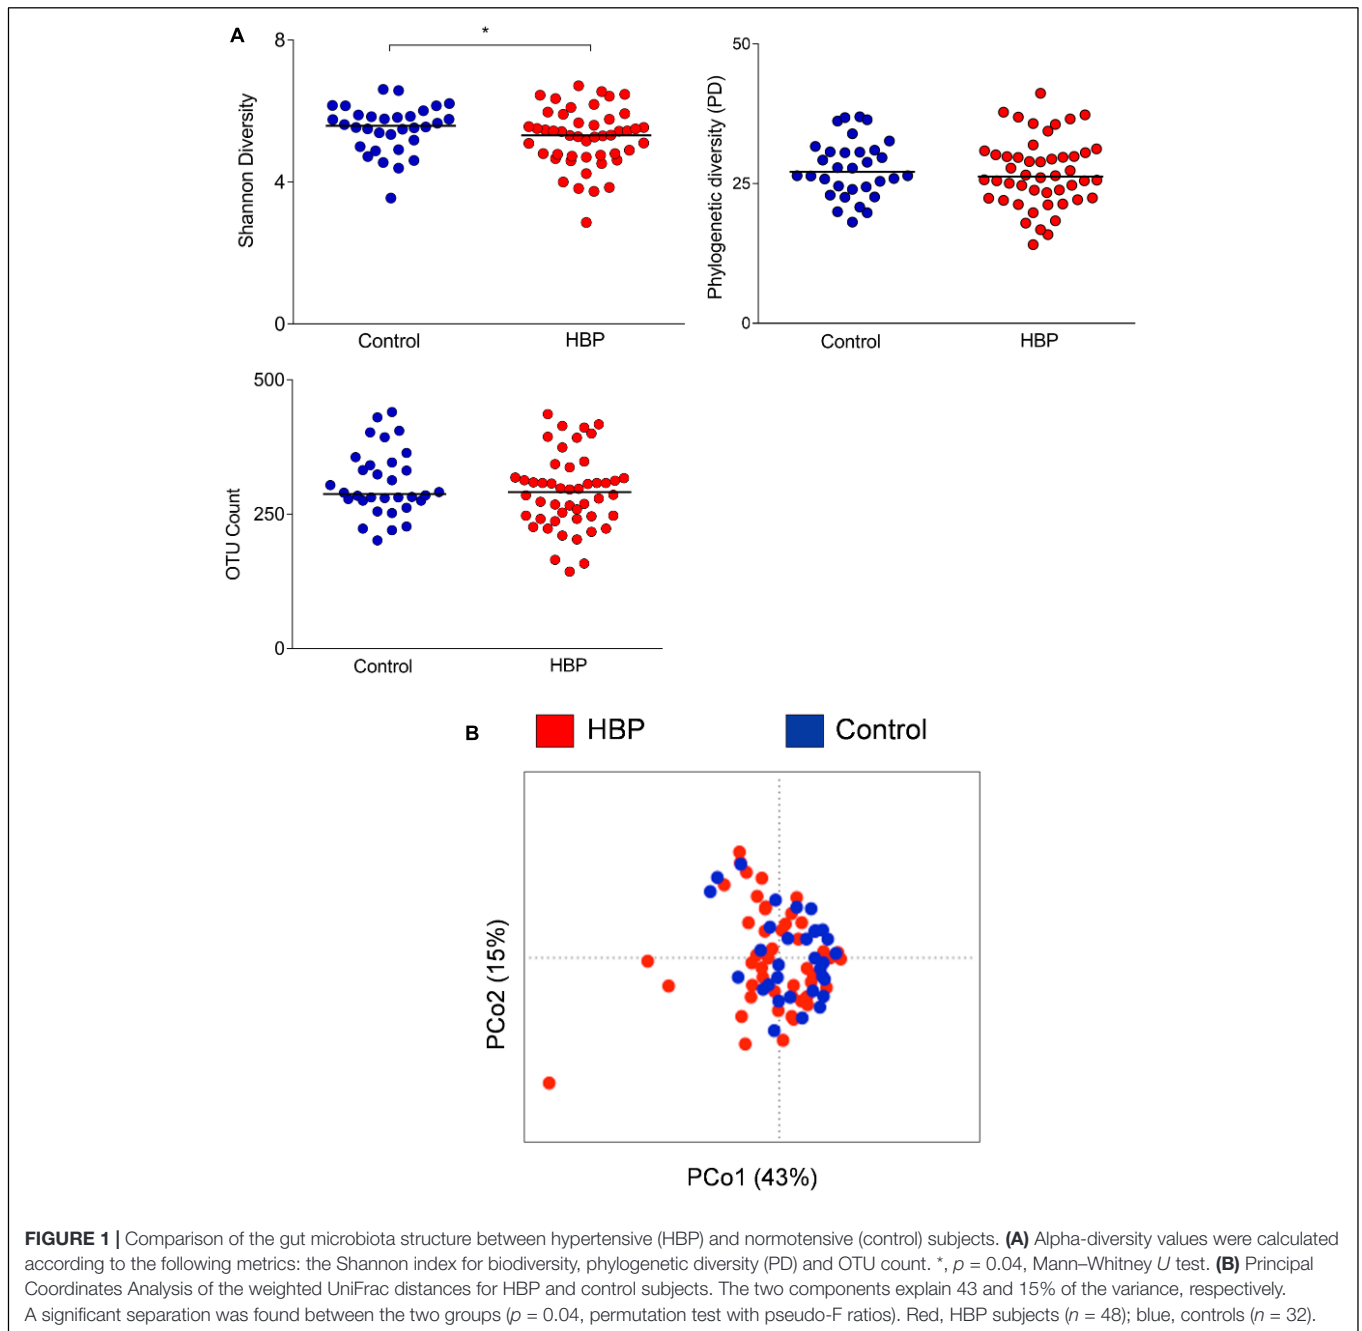 A
*
8
4
0
Shannon Diversity
Control
HBP
50
25
0
Phylogenetic diversity (PD)
Control
HBP
500
250
0
OTU Count
Control
HBP
B
HBP
Control
PCo2 (15%)
PCo1 (43%)
FIGURE 1 | Comparison of the gut microbiota structure between hypertensive (HBP) and normotensive (control) subjects. (A) Alpha-diversity values were calculated
according to the following metrics: the Shannon index for biodiversity, phylogenetic diversity (PD) and OTU count. *, p = 0.04, Mann–Whitney U test. (B) Principal
Coordinates Analysis of the weighted UniFrac distances for HBP and control subjects. The two components explain 43 and 15% of the variance, respectively.
A significant separation was found between the two groups (p = 0.04, permutation test with pseudo-F ratios). Red, HBP subjects (n = 48); blue, controls (n = 32).